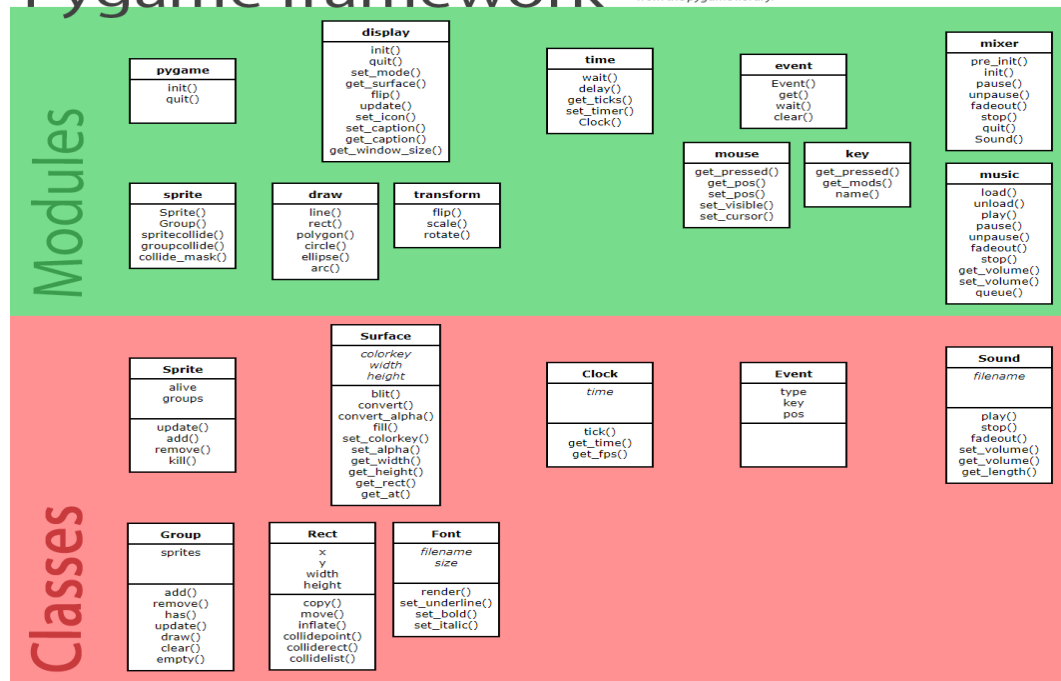 Pygame framework
from the pygame library.
Modules
pygame
init()
quit()
display
init()
quit()
set_mode()
get_surface()
flip()
update()
set_icon()
set_caption()
get_caption()
get_window_size()
time
wait()
delay()
get_ticks()
set_timer()
Clock()
event
Event()
get()
wait()
clear()
mixer
pre_init()
init()
pause()
unpause()
fadeout()
stop()
quit()
Sound()
mouse
get_pressed()
get_pos()
set_pos()
set_visible()
set_cursor()
key
get_pressed()
get_mods()
name()
sprite
Sprite()
Group()
spritecollide()
groupcollide()
collide_mask()
draw
line()
rect()
polygon()
circle()
ellipse()
arc()
transform
flip()
scale()
rotate()
music
load()
unload()
play()
pause()
unpause()
fadeout()
stop()
get_volume()
set_volume()
queue()
Classes
Sprite
alive
groups
update()
add()
remove()
kill()
Surface
colorkey
width
height
blit()
convert()
convert_alpha()
fill()
set_colorkey()
set_alpha()
get_width()
get_height()
get_rect()
get_at()
Clock
time
tick()
get_time()
get_fps()
Event
type
key
pos
Sound
filename
play()
stop()
fadeout()
set_volume()
get_volume()
get_length()
Group
sprites
add()
remove()
has()
update()
draw()
clear()
empty()
Rect
x
y
width
height
copy()
move()
inflate()
collidepoint()
colliderect()
collidelist()
Font
filename
size
render()
set_underline()
set_bold()
set_italic()